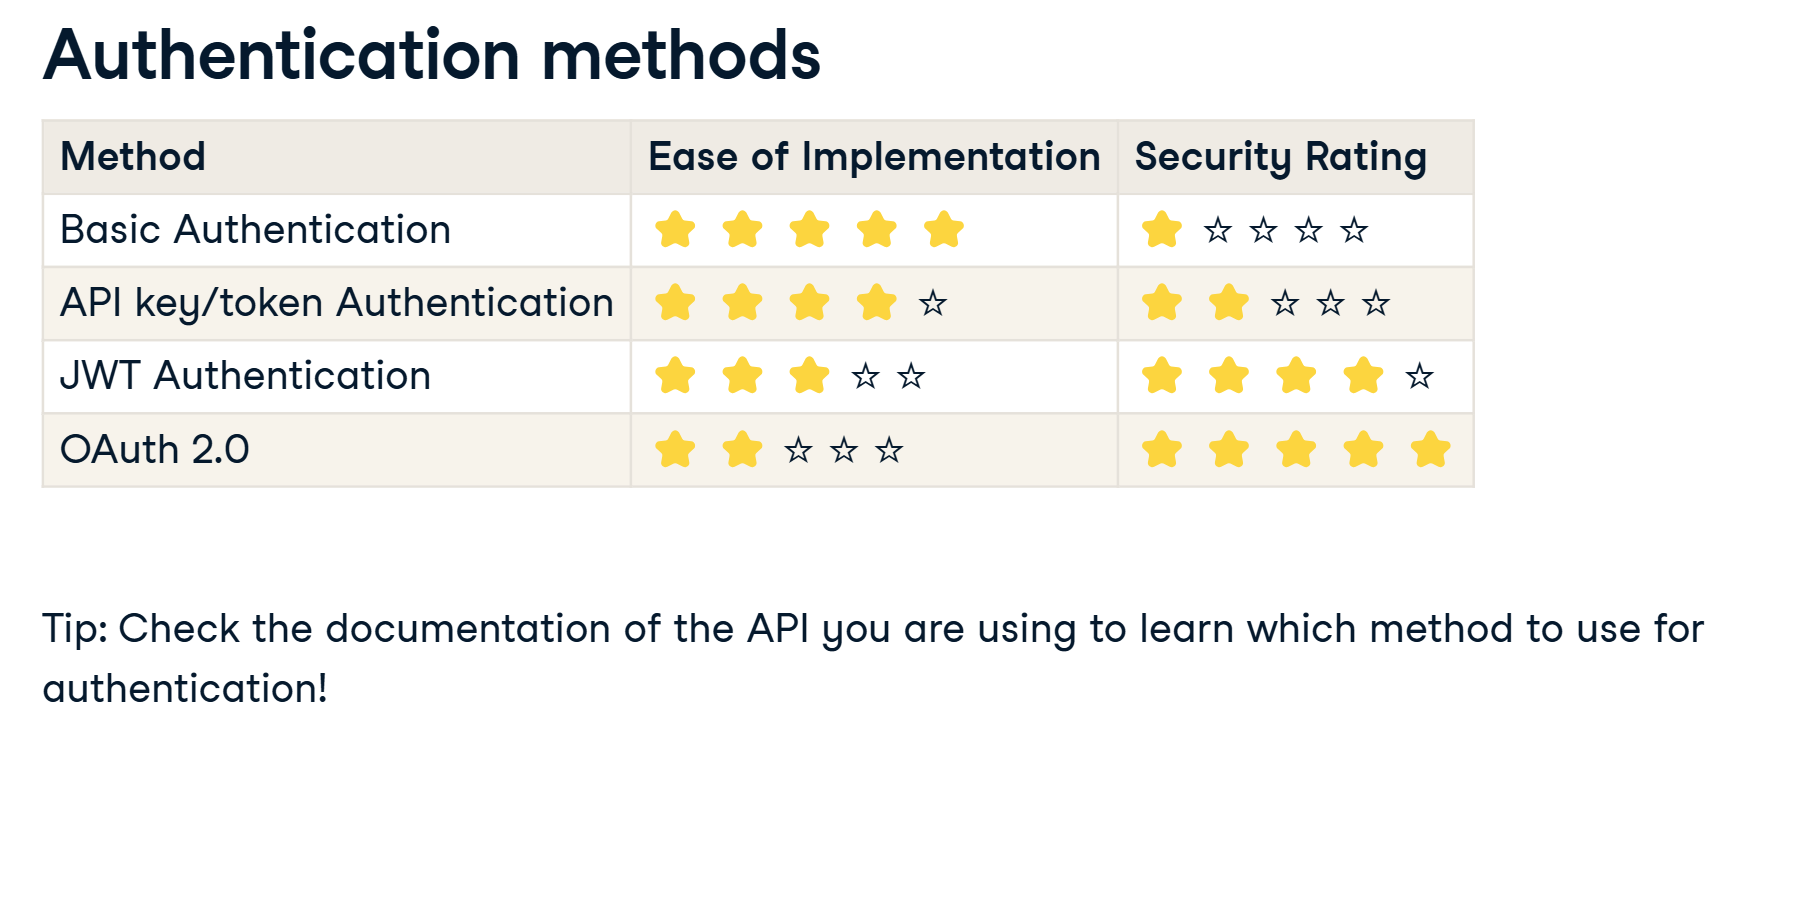 Authentication methods
Method Ease of Implementation Security Rating
Basic Authentication ⭐ ⭐ ⭐ ⭐ ⭐ ⭐ ☆ ☆ ☆ ☆
API key/token Authentication ⭐ ⭐ ⭐ ⭐ ☆ ⭐ ⭐ ☆ ☆ ☆
JWT Authentication ⭐ ⭐ ⭐ ☆ ☆ ⭐ ⭐ ⭐ ⭐ ☆
OAuth 2.0 ⭐ ⭐ ☆ ☆ ☆ ⭐ ⭐ ⭐ ⭐ ⭐
Tip: Check the documentation of the API you are using to learn which method to use for
authentication!